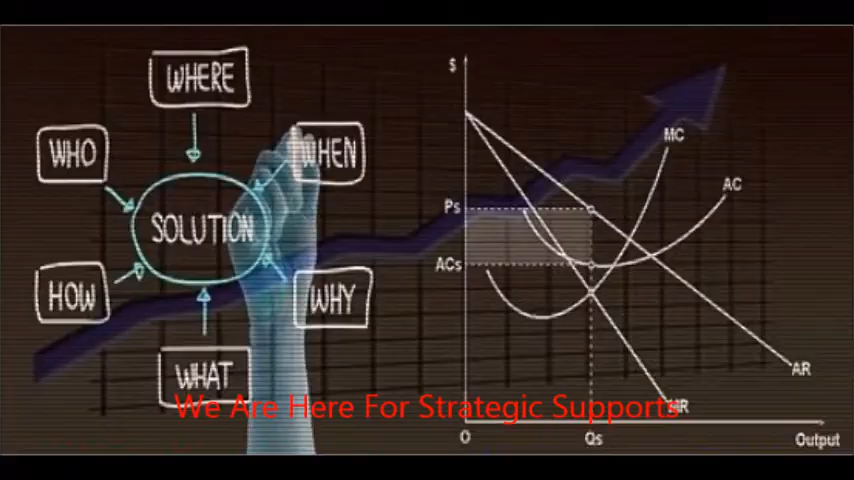 WHERE
WHO
WHEN
SOLUTION
HOW
WHY
WHAT
$
MC
AC
Ps
ACs
AR
MR
O
Qs
Output
We Are Here For Strategic Supports